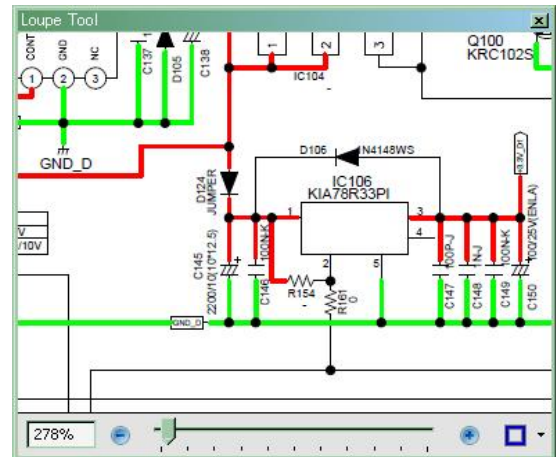 Loupe Tool
CONT
GND
NC
1
2
3
C137
D105
C138
1
2
3
IC104
-
Q100
KRC102S
GND_D
D106
1N4148WS
IC106
KIA78R33PI
+3.3V_D1
D124
JUMPER
1
3
4
2
5
V
/10V
C145
2200/10(10*12.5)
100N-K
C146
R154
-
R161
0
100P-J
C147
1N-J
C148
100N-K
C149
100/25V(ENLA)
C150
GND_D
278%